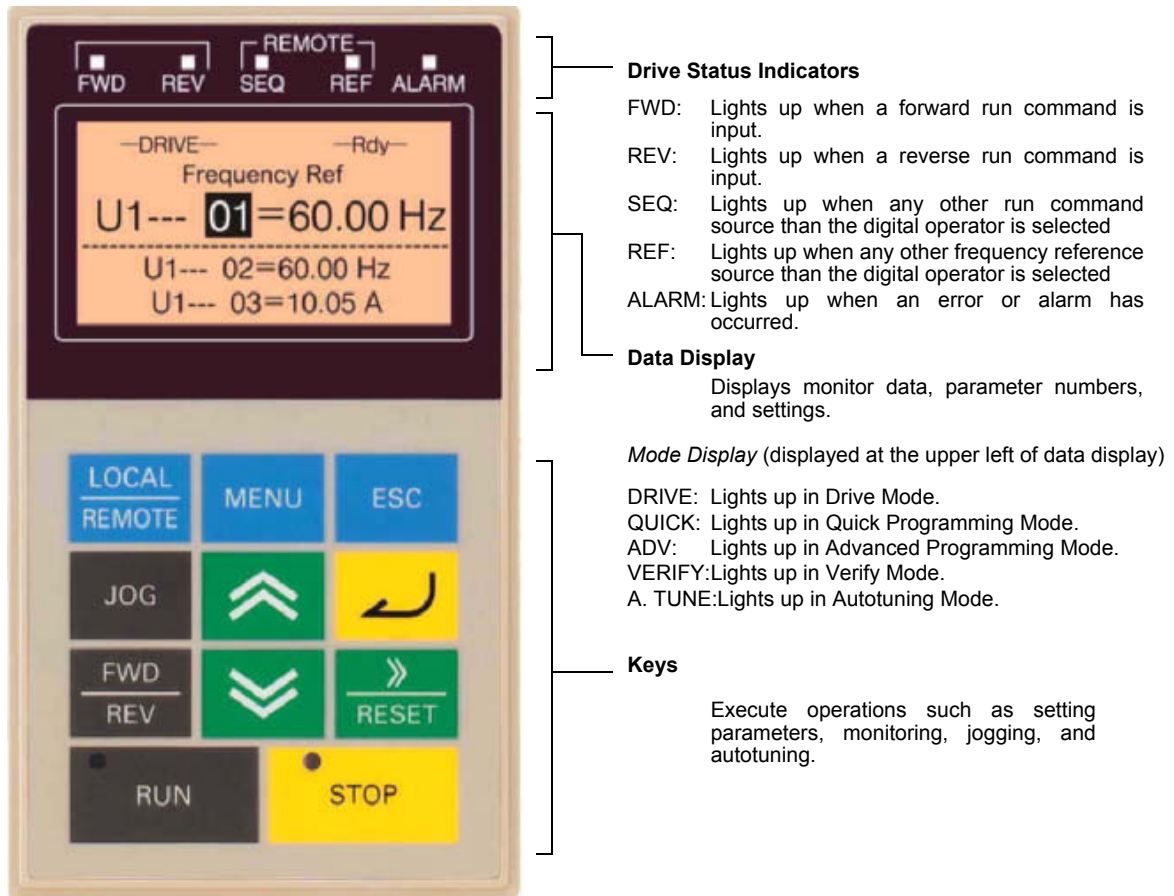 REMOTE
FWD REV SEQ REF ALARM
—DRIVE— —Rdy—
Frequency Ref
U1--- 01=60.00 Hz
U1--- 02=60.00 Hz
U1--- 03=10.05 A
LOCAL
REMOTE
MENU
ESC
JOG
FWD
REV
RESET
RUN
STOP
Drive Status Indicators
FWD: Lights up when a forward run command is
input.
REV: Lights up when a reverse run command is
input.
SEQ: Lights up when any other run command
source than the digital operator is selected
REF: Lights up when any other frequency reference
source than the digital operator is selected
ALARM: Lights up when an error or alarm has
occurred.
Data Display
Displays monitor data, parameter numbers,
and settings.
Mode Display (displayed at the upper left of data display)
DRIVE: Lights up in Drive Mode.
QUICK: Lights up in Quick Programming Mode.
ADV: Lights up in Advanced Programming Mode.
VERIFY:Lights up in Verify Mode.
A. TUNE:Lights up in Autotuning Mode.
Keys
Execute operations such as setting
parameters, monitoring, jogging, and
autotuning.